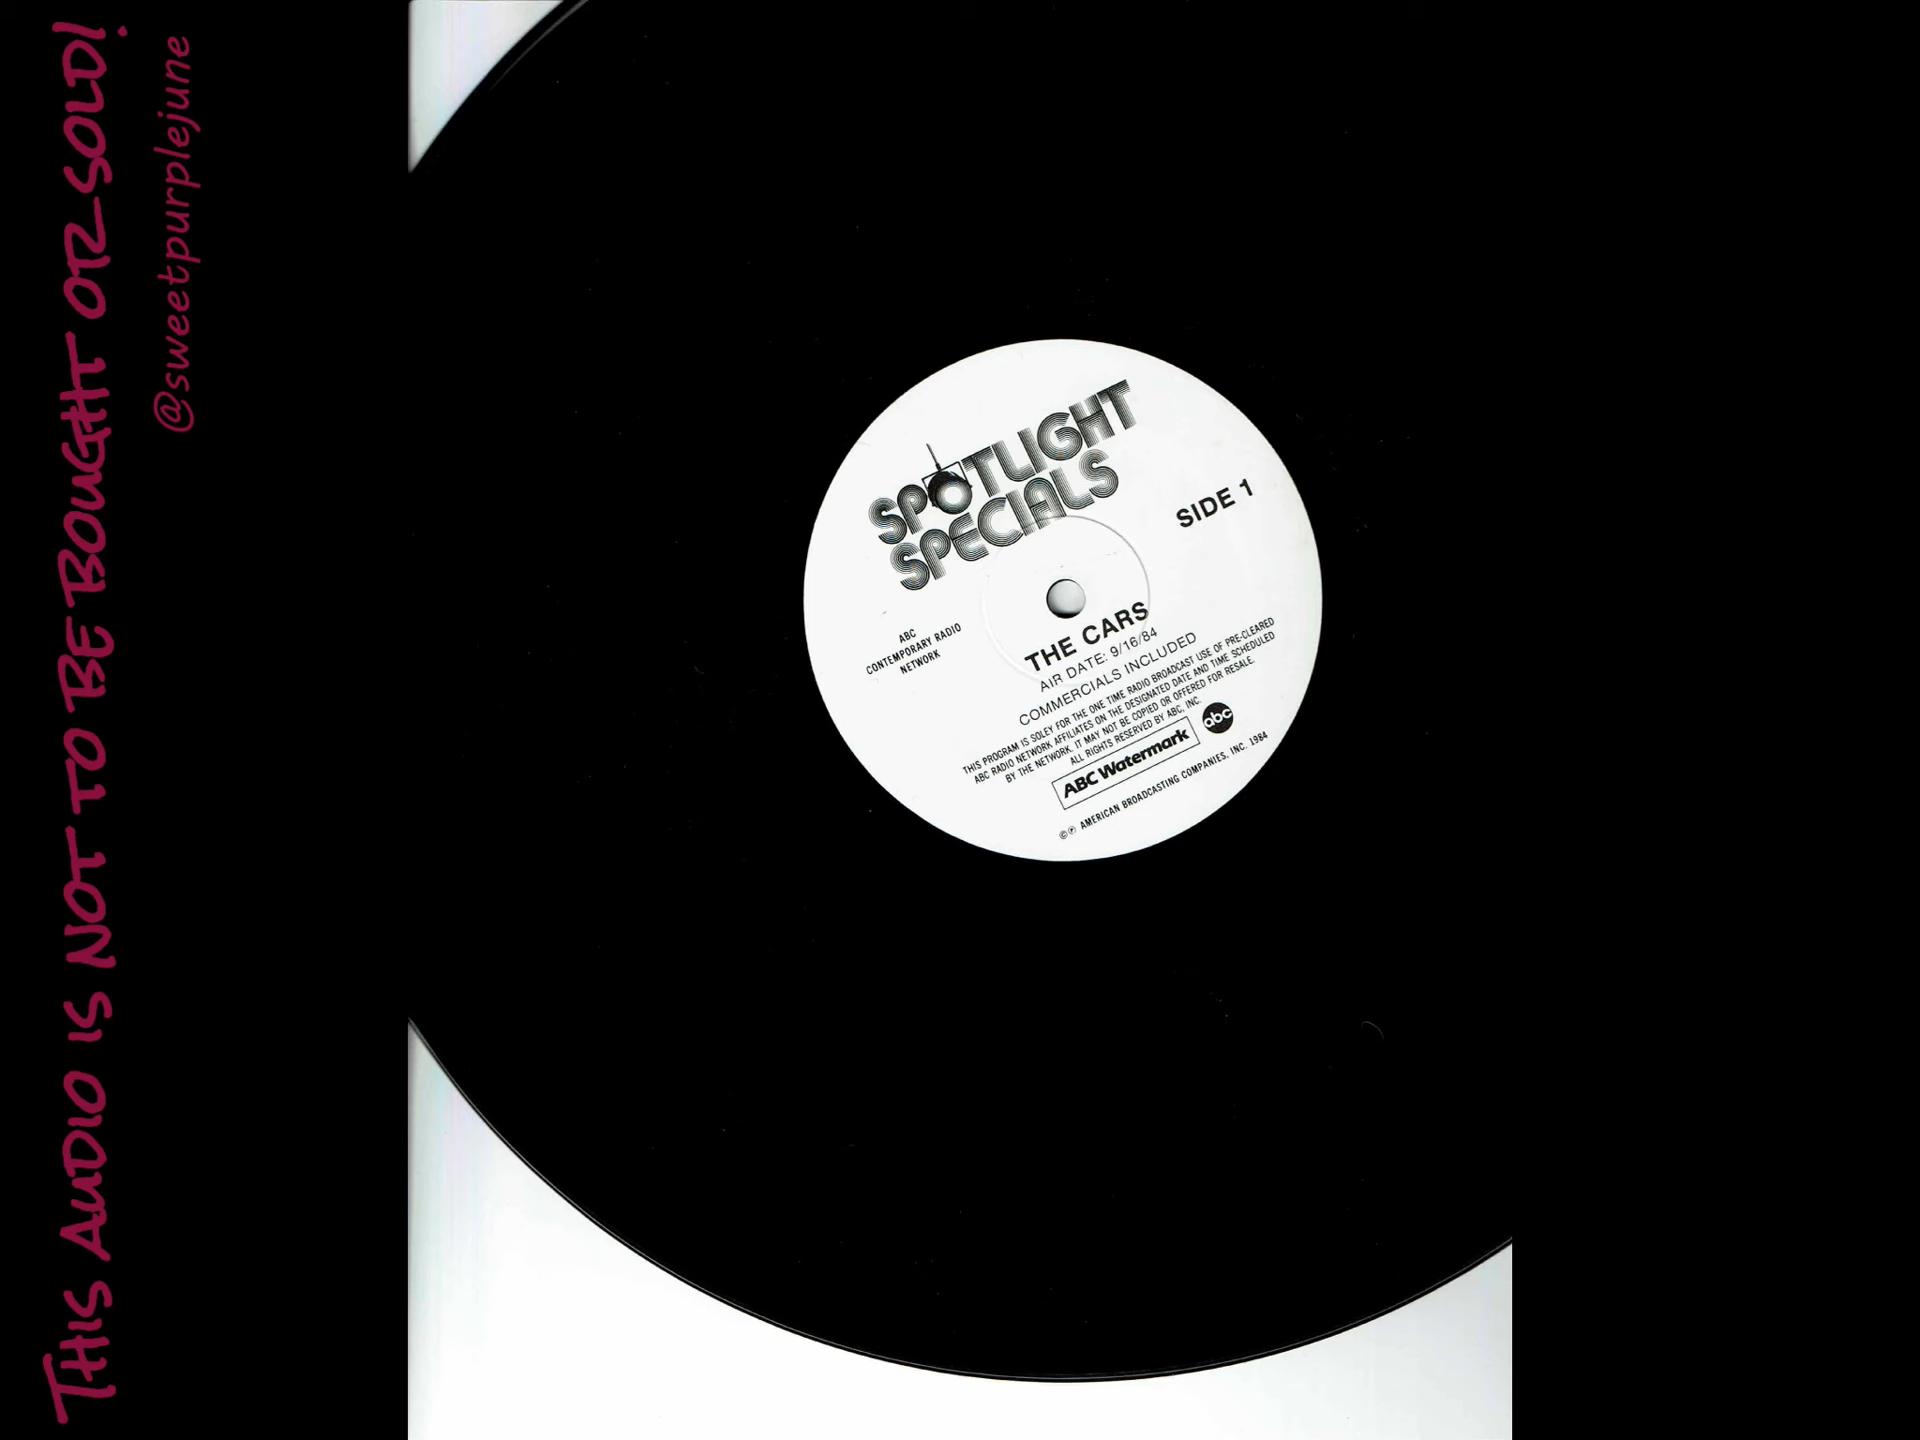 THIS AUDIO IS NOT TO BE BOUGHT OR SOLD!
@sweetpurplejune
SPOTLIGHT
SPECIALS
SIDE 1
ABC
CONTEMPORARY RADIO
NETWORK
THE CARS
AIR DATE: 9/16/84
COMMERCIALS INCLUDED
THIS PROGRAM IS SOLEY FOR THE ONE TIME RADIO BROADCAST USE OF PRE-CLEARED
ABC RADIO NETWORK AFFILIATES ON THE DESIGNATED DATE AND TIME SCHEDULED
BY THE NETWORK. IT MAY NOT BE COPIED OR OFFERED FOR RESALE.
ALL RIGHTS RESERVED BY ABC, INC.
ABC Watermark
abc
©℗ AMERICAN BROADCASTING COMPANIES, INC. 1984